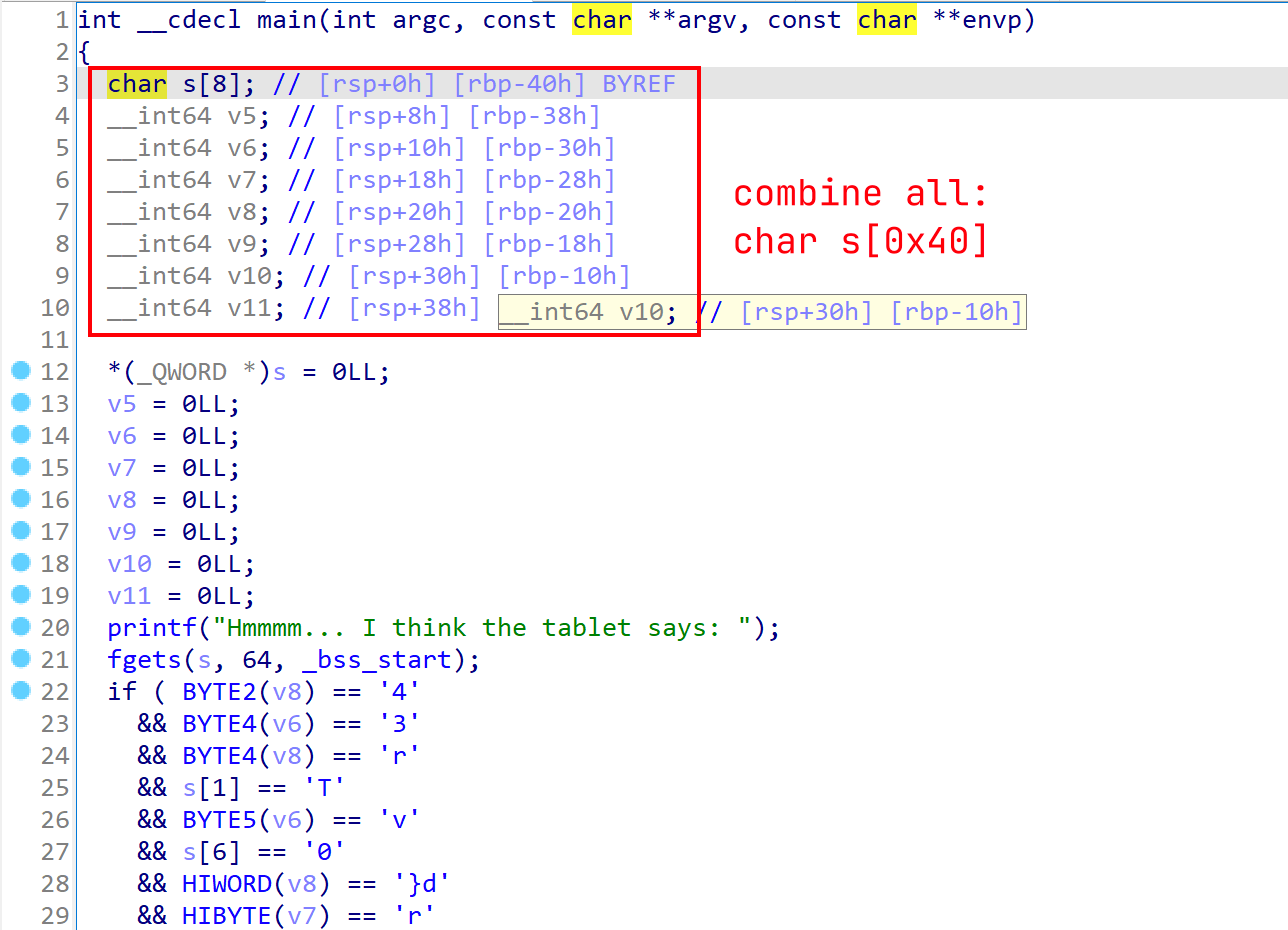 1 int __cdecl main(int argc, const char **argv, const char **envp)
2 {
3 char s[8]; // [rsp+0h] [rbp-40h] BYREF
4 __int64 v5; // [rsp+8h] [rbp-38h]
5 __int64 v6; // [rsp+10h] [rbp-30h]
6 __int64 v7; // [rsp+18h] [rbp-28h]
7 __int64 v8; // [rsp+20h] [rbp-20h]
8 __int64 v9; // [rsp+28h] [rbp-18h]
9 __int64 v10; // [rsp+30h] [rbp-10h]
10 __int64 v11; // [rsp+38h] __int64 v10; // [rsp+30h] [rbp-10h]
combine all:
char s[0x40]
11
12 *(_QWORD *)s = 0LL;
13 v5 = 0LL;
14 v6 = 0LL;
15 v7 = 0LL;
16 v8 = 0LL;
17 v9 = 0LL;
18 v10 = 0LL;
19 v11 = 0LL;
20 printf("Hmmmm... I think the tablet says: ");
21 fgets(s, 64, _bss_start);
22 if ( BYTE2(v8) == '4'
23 && BYTE4(v6) == '3'
24 && BYTE4(v8) == 'r'
25 && s[1] == 'T'
26 && BYTE5(v6) == 'v'
27 && s[6] == '0'
28 && HIWORD(v8) == '}d'
29 && HIBYTE(v7) == 'r'